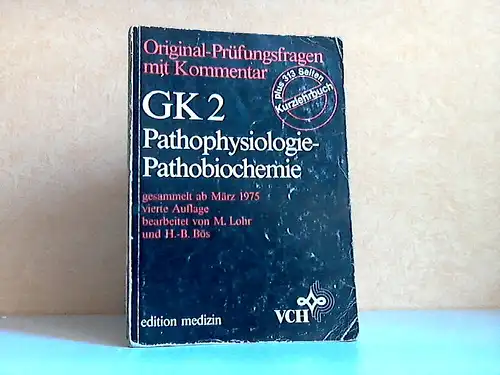 Original-Prüfungsfragen
mit Kommentar
plus 313 Seiten
Kurzlehrbuch
GK 2
Pathophysiologie-
Pathobiochemie
gesammelt ab März 1975
vierte Auflage
bearbeitet von M. Lohr
und H.-B. Bös
edition medizin
VCH